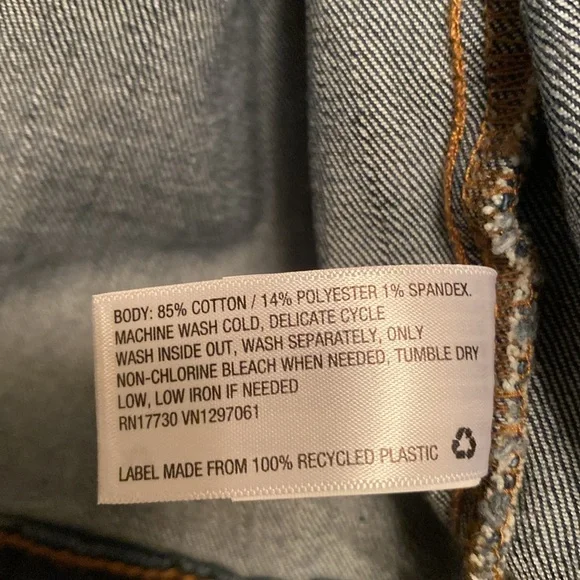 BODY: 85% COTTON / 14% POLYESTER 1% SPANDEX.
MACHINE WASH COLD, DELICATE CYCLE
WASH INSIDE OUT, WASH SEPARATELY, ONLY
NON-CHLORINE BLEACH WHEN NEEDED, TUMBLE DRY
LOW, LOW IRON IF NEEDED
RN17730 VN1297061
LABEL MADE FROM 100% RECYCLED PLASTIC